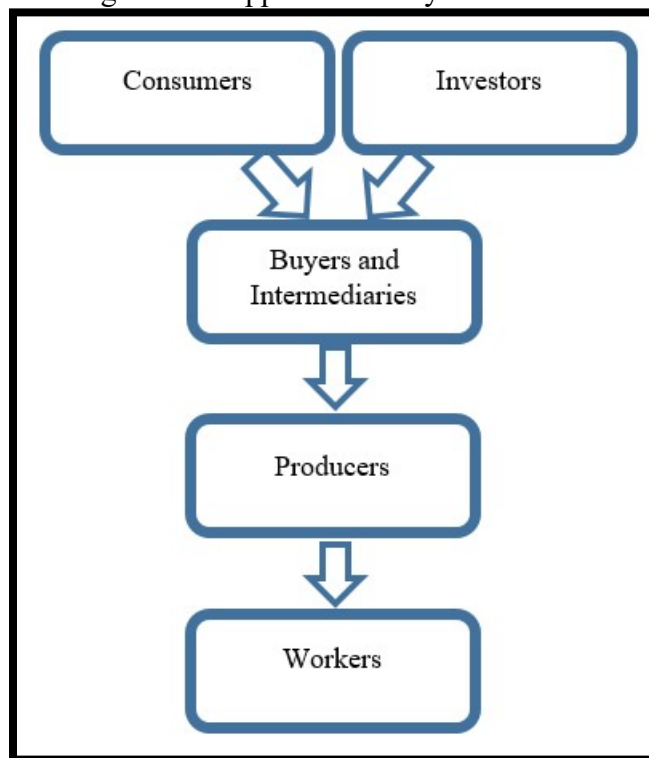 Consumers
Investors
Buyers and
Intermediaries
Producers
Workers